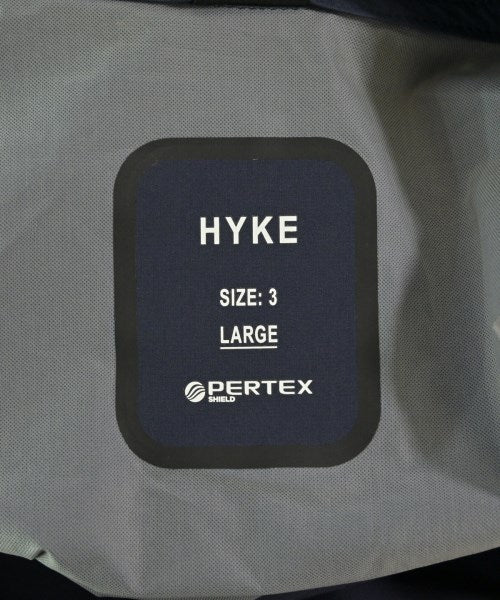 HYKE
SIZE: 3
LARGE
PERTEX
SHIELD